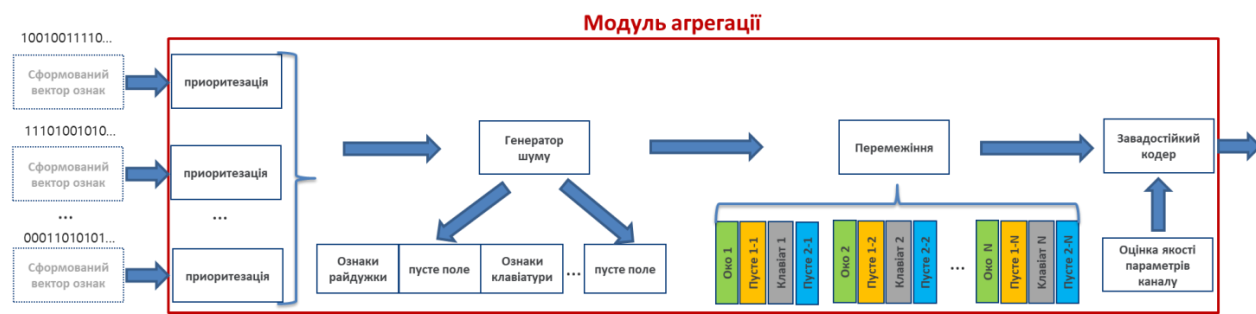 Модуль агрегації
10010011110...
Сформований
вектор ознак
приоритезація
11101001010...
Сформований
вектор ознак
приоритезація
...
...
00011010101...
Сформований
вектор ознак
приоритезація
Генератор
шуму
Ознаки
райдужки
пусте поле
Ознаки
клавіатури
...
пусте поле
Перемежіння
Око 1
Пусте 1-1
Клавіат 1
Пусте 2-1
Око 2
Пусте 1-2
Клавіат 2
Пусте 2-2
...
Око N
Пусте 1-N
Клавіат N
Пусте 2-N
Завадостійкий
кодер
Оцінка якості
параметрів
каналу